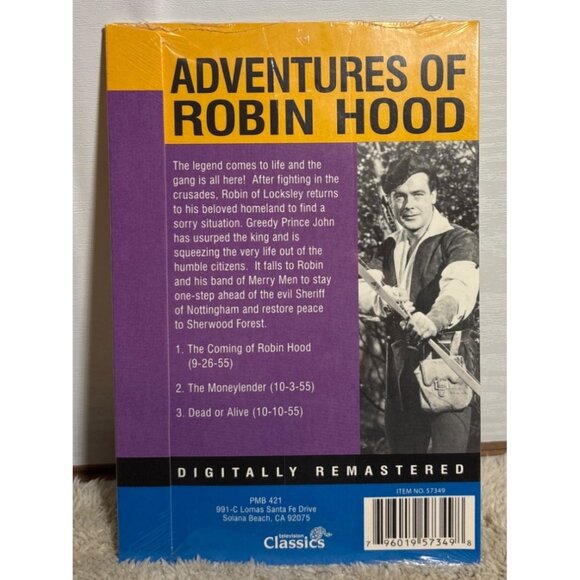 ADVENTURES OF
ROBIN HOOD
The legend comes to life and the
gang is all here! After fighting in the
crusades, Robin of Locksley returns
to his beloved homeland to find a
sorry situation. Greedy Prince John
has usurped the king and is
squeezing the very life out of the
humble citizens. It falls to Robin
and his band of Merry Men to stay
one-step ahead of the evil Sheriff
of Nottingham and restore peace
to Sherwood Forest.
1. The Coming of Robin Hood
(9-26-55)
2. The Moneylender (10-3-55)
3. Dead or Alive (10-10-55)
DIGITALLY REMASTERED
PMB 421
991-C Lomas Santa Fe Drive
Solana Beach, CA 92075
television
Classics
ITEM NO. 57349
7 96019 57349 8